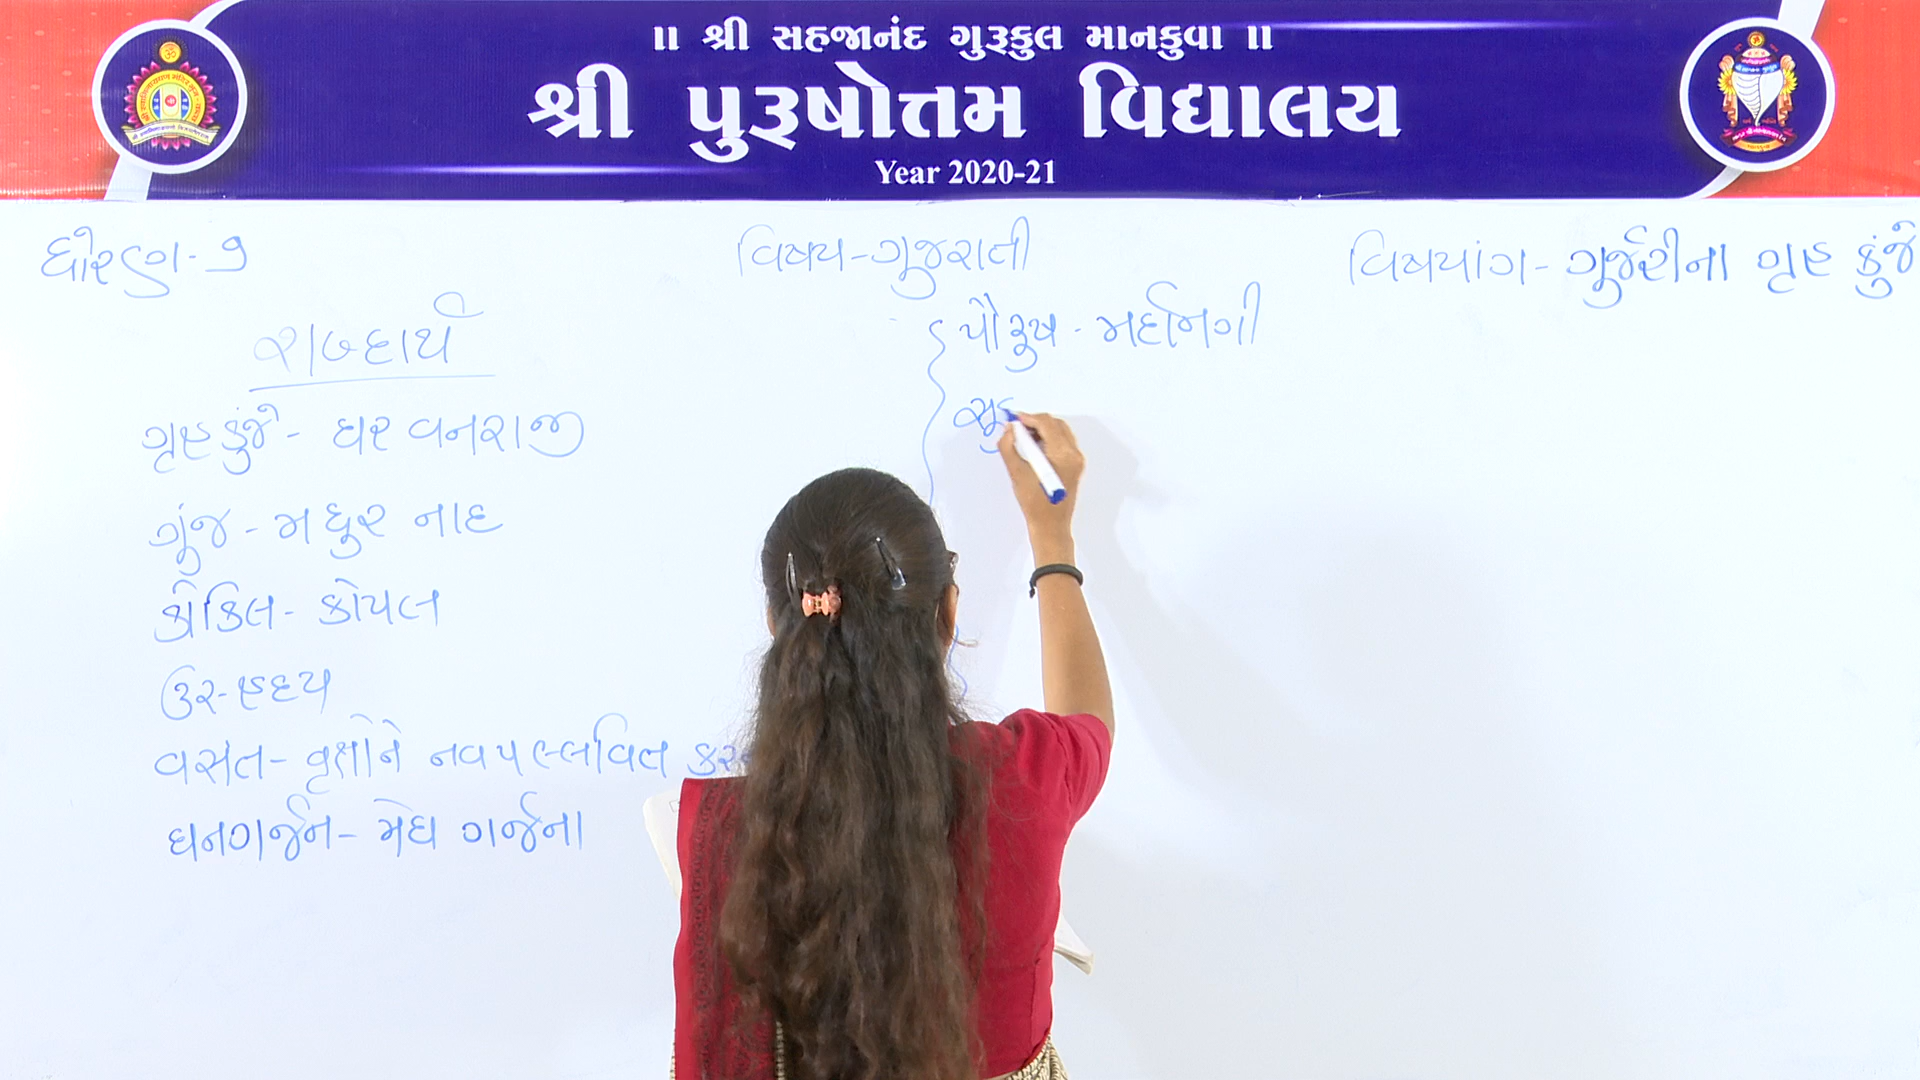 ॥ શ્રી સહજાનંદ ગુરૂકુલ માનકુવા ॥
શ્રી પુરૂષોત્તમ વિદ્યાલય
Year 2020-21
ધોરણ - ૭
વિષય - ગુજરાતી
વિષયાંગ - ગુર્જરીના ગૃહ કુંજે
શબ્દાર્થ
ગૃહકુંજે - ઘર વનરાજી
ગૂંજ - મધુર નાદ
કોકિલ - કોયલ
ઉર - હૃદય
વસંત - વૃક્ષોને નવપલ્લવિત
ઘનગર્જન - મેઘ ગર્જના
પૌરુષ - મર્દાનગી